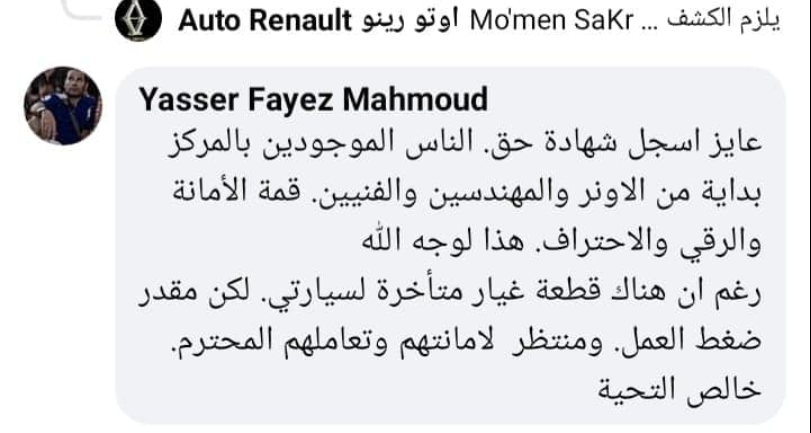 Auto Renault اوتو رينو Mo'men SaKr ... يلزم الكشف
Yasser Fayez Mahmoud
عايز اسجل شهادة حق. الناس الموجودين بالمركز
بداية من الاونر والمهندسين والفنيين. قمة الأمانة
والرقي والاحتراف. هذا لوجه الله
رغم ان هناك قطعة غيار متأخرة لسيارتي. لكن مقدر
ضغط العمل. ومنتظر لامانتهم وتعاملهم المحترم.
خالص التحية